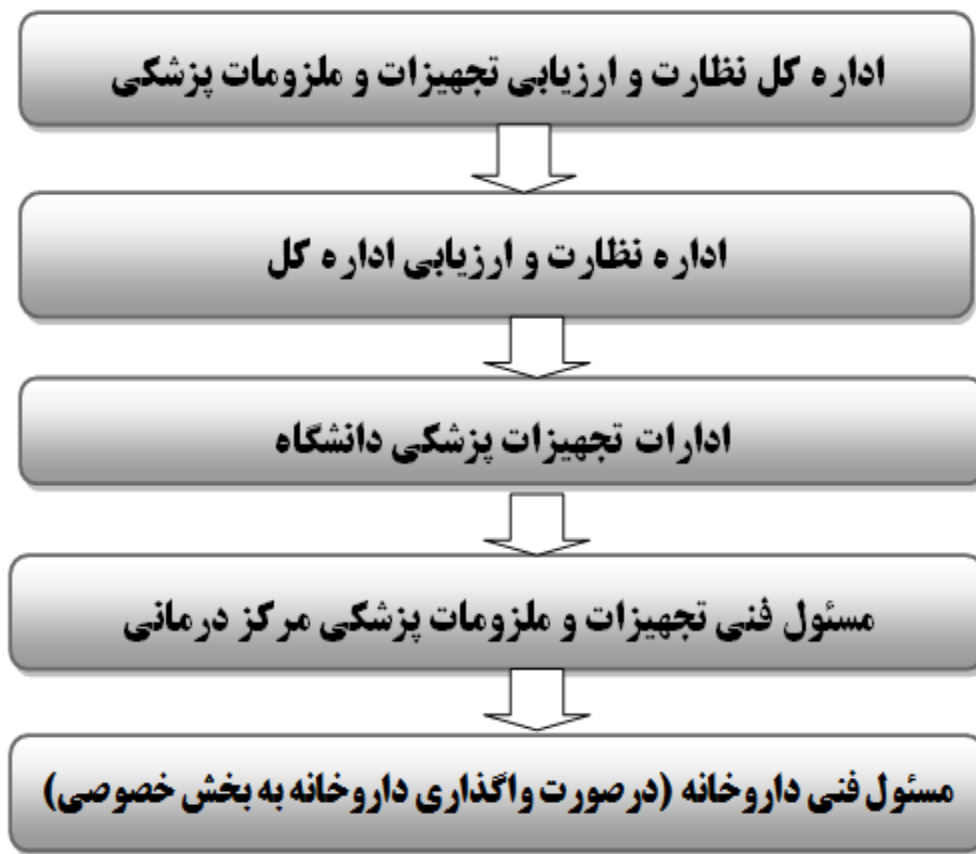 اداره کل نظارت و ارزیابی تجهیزات و ملزومات پزشکی
اداره نظارت و ارزیابی اداره کل
ادارات تجهیزات پزشکی دانشگاه
مسئول فنی تجهیزات و ملزومات پزشکی مرکز درمانی
مسئول فنی داروخانه (درصورت واگذاری داروخانه به بخش خصوصی)